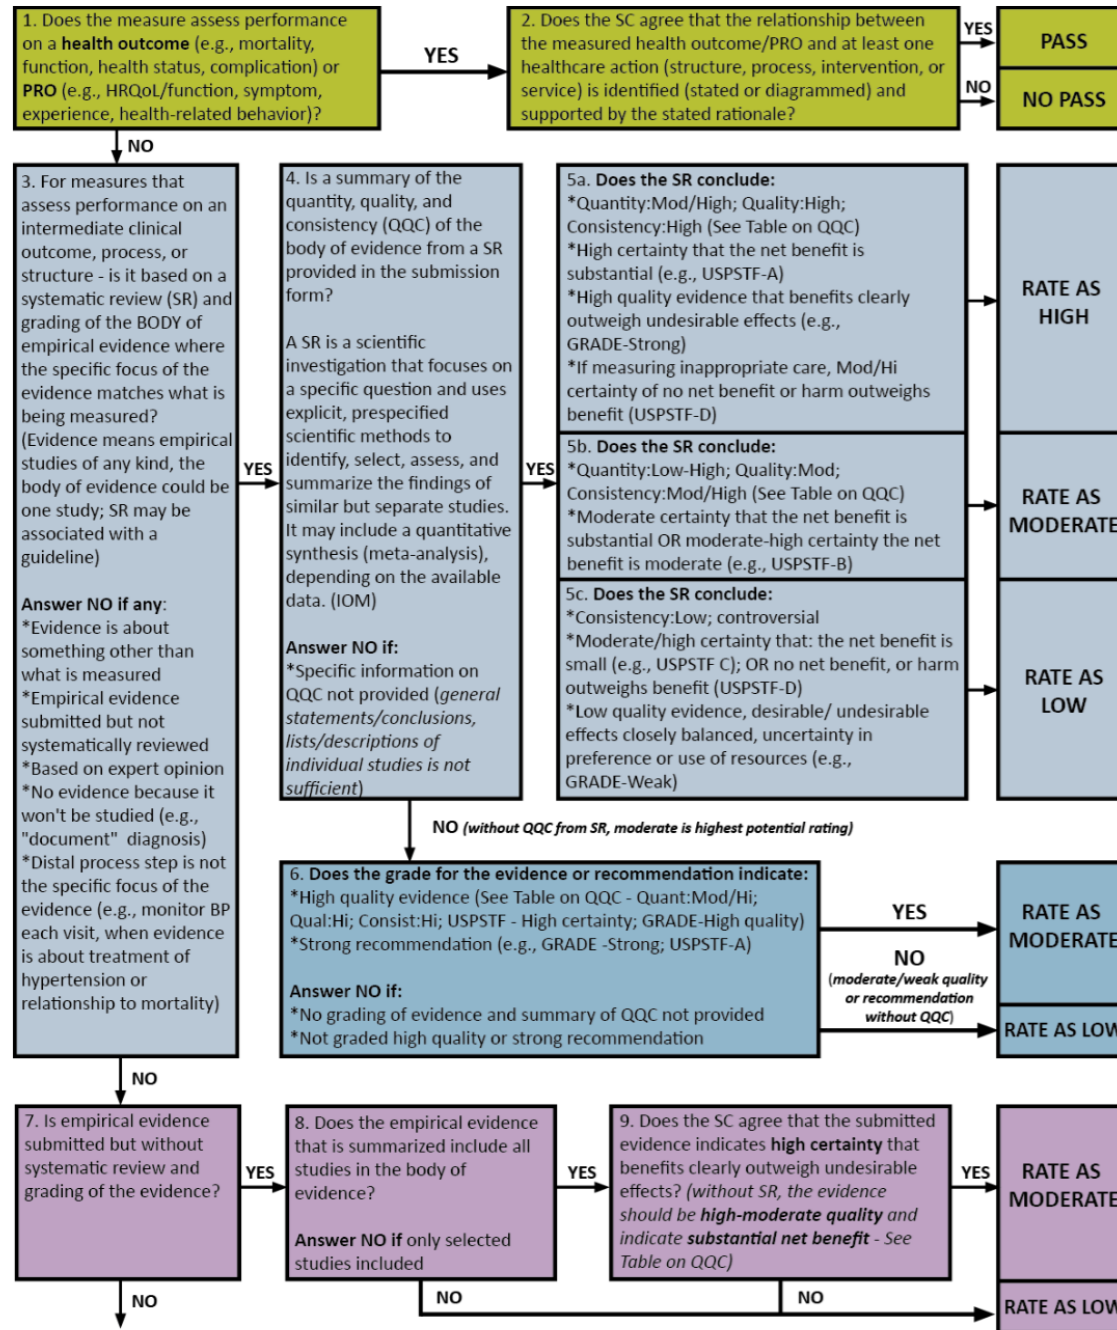 1. Does the measure assess performance
on a health outcome (e.g., mortality,
function, health status, complication) or
PRO (e.g., HRQoL/function, symptom,
experience, health-related behavior)?
YES
2. Does the SC agree that the relationship between
the measured health outcome/PRO and at least one
healthcare action (structure, process, intervention, or
service) is identified (stated or diagrammed) and
supported by the stated rationale?
YES
PASS
NO
NO PASS
NO
3. For measures that
assess performance on an
intermediate clinical
outcome, process, or
structure - is it based on a
systematic review (SR) and
grading of the BODY of
empirical evidence where
the specific focus of the
evidence matches what is
being measured?
(Evidence means empirical
studies of any kind, the
body of evidence could be
one study; SR may be
associated with a
guideline)
Answer NO if any:
*Evidence is about
something other than
what is measured
*Empirical evidence
submitted but not
systematically reviewed
*Based on expert opinion
*No evidence because it
won't be studied (e.g.,
"document" diagnosis)
*Distal process step is not
the specific focus of the
evidence (e.g., monitor BP
each visit, when evidence
is about treatment of
hypertension or
relationship to mortality)
YES
4. Is a summary of the
quantity, quality, and
consistency (QQC) of the
body of evidence from a SR
provided in the submission
form?
A SR is a scientific
investigation that focuses on
a specific question and uses
explicit, prespecified
scientific methods to
identify, select, assess, and
summarize the findings of
similar but separate studies.
It may include a quantitative
synthesis (meta-analysis),
depending on the available
data. (IOM)
Answer NO if:
*Specific information on
QQC not provided (general
statements/conclusions,
lists/descriptions of
individual studies is not
sufficient)
YES
5a. Does the SR conclude:
*Quantity:Mod/High; Quality:High;
Consistency:High (See Table on QQC)
*High certainty that the net benefit is
substantial (e.g., USPSTF-A)
*High quality evidence that benefits clearly
outweigh undesirable effects (e.g.,
GRADE-Strong)
*If measuring inappropriate care, Mod/Hi
certainty of no net benefit or harm outweighs
benefit (USPSTF-D)
RATE AS
HIGH
5b. Does the SR conclude:
*Quantity:Low-High; Quality:Mod;
Consistency:Mod/High (See Table on QQC)
*Moderate certainty that the net benefit is
substantial OR moderate-high certainty the net
benefit is moderate (e.g., USPSTF-B)
RATE AS
MODERATE
5c. Does the SR conclude:
*Consistency:Low; controversial
*Moderate/high certainty that: the net benefit is
small (e.g., USPSTF C); OR no net benefit, or harm
outweighs benefit (USPSTF-D)
*Low quality evidence, desirable/ undesirable
effects closely balanced, uncertainty in
preference or use of resources (e.g.,
GRADE-Weak)
RATE AS
LOW
NO (without QQC from SR, moderate is highest potential rating)
6. Does the grade for the evidence or recommendation indicate:
*High quality evidence (See Table on QQC - Quant:Mod/Hi;
Qual:Hi; Consist:Hi; USPSTF - High certainty; GRADE-High quality)
*Strong recommendation (e.g., GRADE -Strong; USPSTF-A)
Answer NO if:
*No grading of evidence and summary of QQC not provided
*Not graded high quality or strong recommendation
YES
RATE AS
MODERATE
NO
(moderate/weak quality
or recommendation
without QQC)
RATE AS LOW
NO
7. Is empirical evidence
submitted but without
systematic review and
grading of the evidence?
YES
8. Does the empirical evidence
that is summarized include all
studies in the body of
evidence?
Answer NO if only selected
studies included
YES
9. Does the SC agree that the submitted
evidence indicates high certainty that
benefits clearly outweigh undesirable
effects? (without SR, the evidence
should be high-moderate quality and
indicate substantial net benefit - See
Table on QQC)
YES
RATE AS
MODERATE
NO
NO
NO
RATE AS LOW